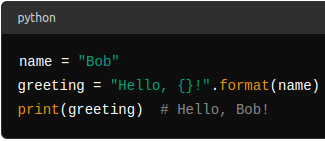 python
name = "Bob"
greeting = "Hello, {}!".format(name)
print(greeting)  # Hello, Bob!